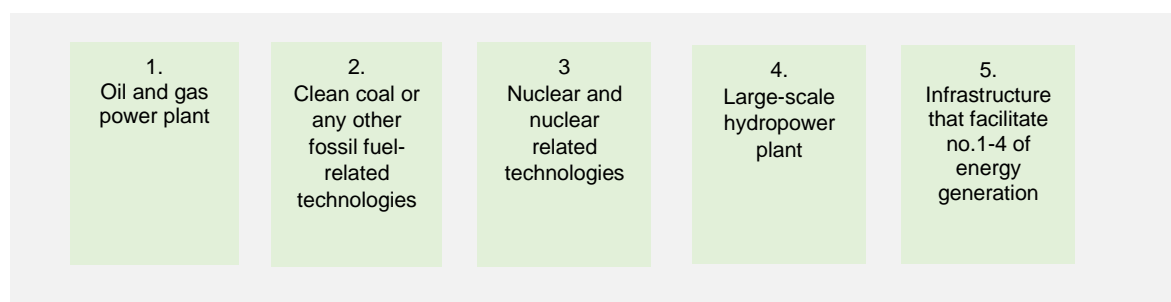 1.
Oil and gas
power plant
2.
Clean coal or
any other
fossil fuel-
related
technologies
3
Nuclear and
nuclear
related
technologies
4.
Large-scale
hydropower
plant
5.
Infrastructure
that facilitate
no.1-4 of
energy
generation